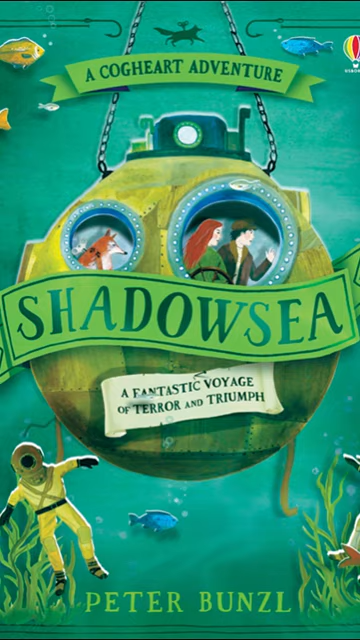 A COGHEART ADVENTURE
SHADOWSEA
A FANTASTIC VOYAGE
OF TERROR AND TRIUMPH
PETER BUNZL